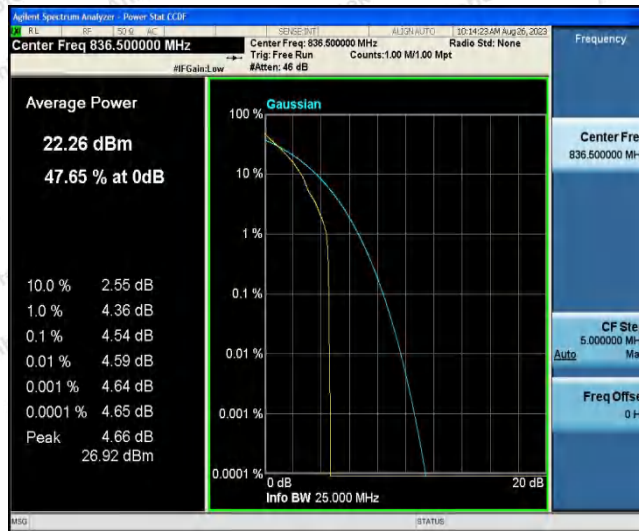 Agilent Spectrum Analyzer - Power Stat CCDF
RL RF 50 Ω AC SENSE:INT ALIGN AUTO 10:14:23 AM Aug 26, 2023
Center Freq 836.500000 MHz
Center Freq: 836.500000 MHz Radio Std: None
Trig: Free Run Counts:1.00 M/1.00 Mpt
#IFGain:Low #Atten: 46 dB
Frequency
Average Power
22.26 dBm
47.65 % at 0dB
10.0 % 2.55 dB
1.0 % 4.36 dB
0.1 % 4.54 dB
0.01 % 4.59 dB
0.001 % 4.64 dB
0.0001 % 4.65 dB
Peak 4.66 dB
26.92 dBm
Gaussian
100 %
10 %
1 %
0.1 %
0.01 %
0.001 %
0.0001 %
0 dB 20 dB
Info BW 25.000 MHz
Center Fre
836.500000 MH
CF Ste
5.000000 MH
Auto Ma
Freq Offse
0 H
MSG STATUS